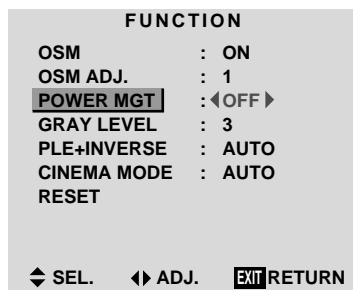 FUNCTION
OSM : ON
OSM ADJ. : 1
POWER MGT : OFF
GRAY LEVEL : 3
PLE+INVERSE : AUTO
CINEMA MODE : AUTO
RESET
SEL. ADJ. EXIT RETURN